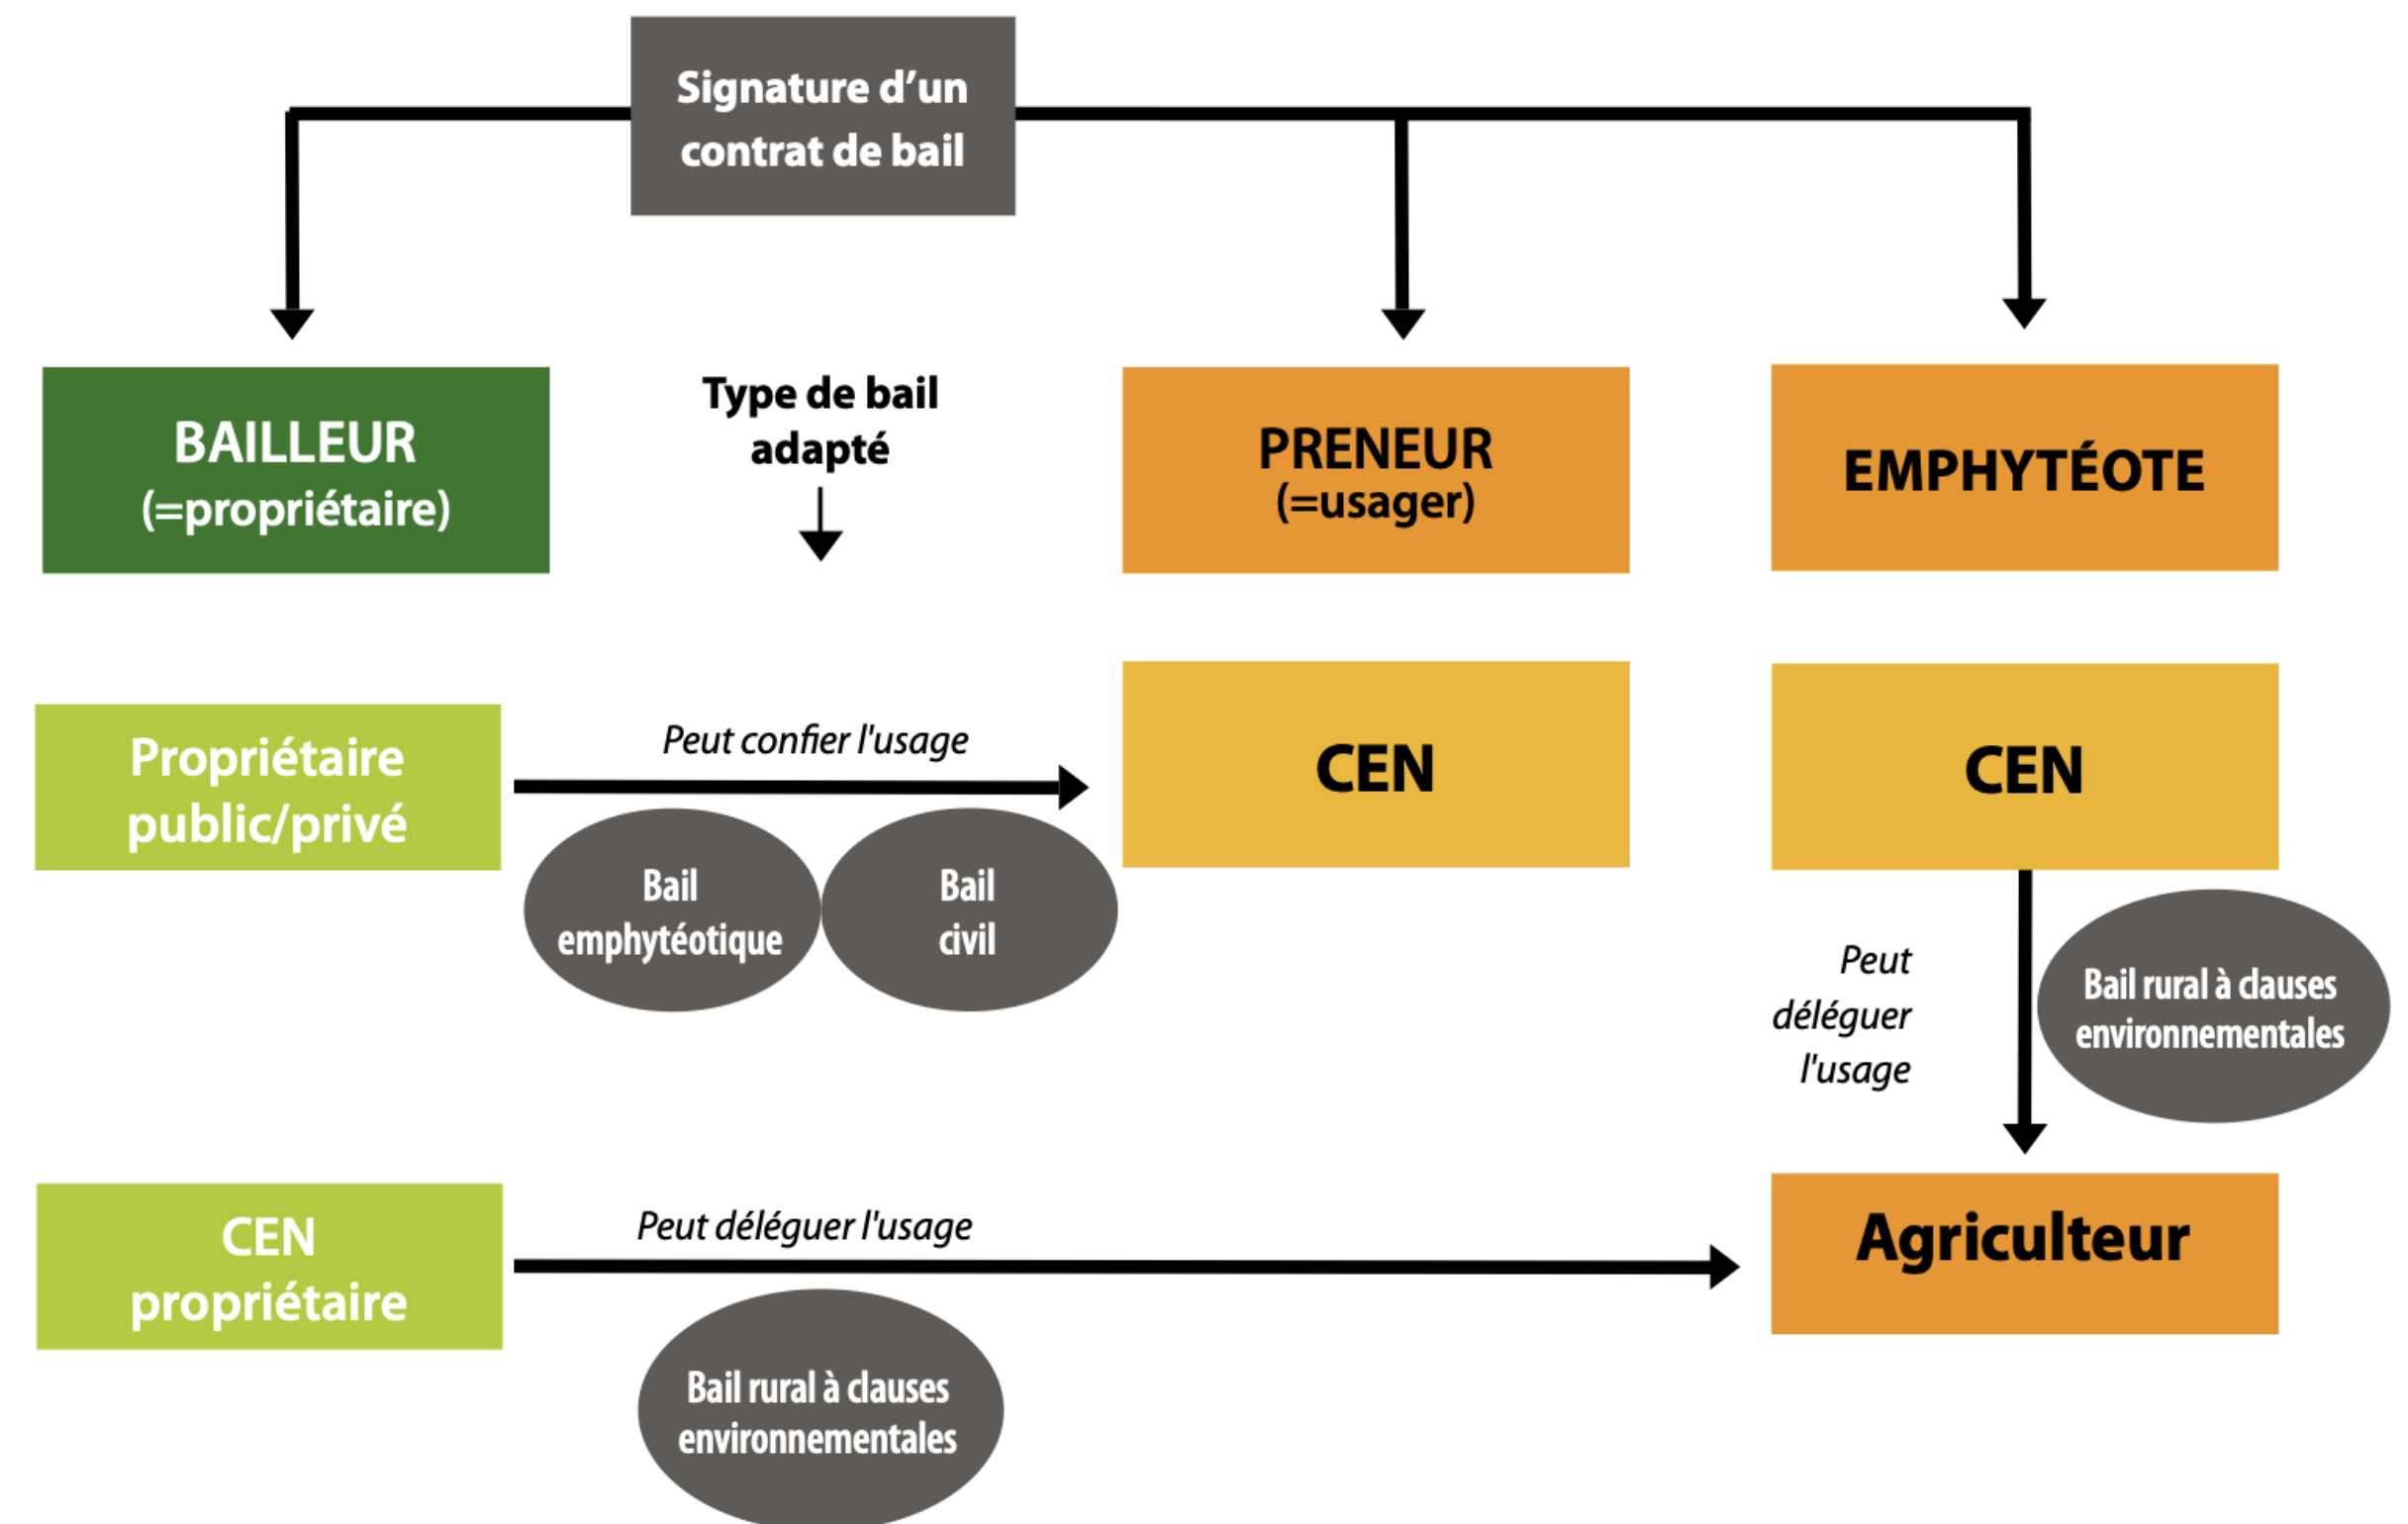 Signature d’un
contrat de bail
BAILLEUR
(=propriétaire)
Type de bail
adapté
PRENEUR
(=usager)
EMPHYTÉOTE
Propriétaire
public/privé
Peut confier l'usage
Bail
emphytéotique
Bail
civil
CEN
CEN
Peut
déléguer
l'usage
Bail rural à clauses
environnementales
CEN
propriétaire
Peut déléguer l'usage
Bail rural à clauses
environnementales
Agriculteur